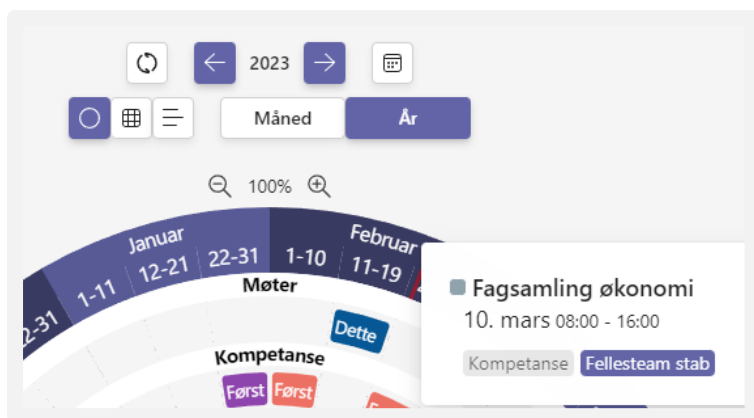 2023
Måned År
100%
Januar
Februar
1-11 12-21 22-31 1-10 11-19
Møter
Dette
Kompetanse
Først Først
Fagsamling økonomi
10. mars 08:00 - 16:00
Kompetanse Fellesteam stab